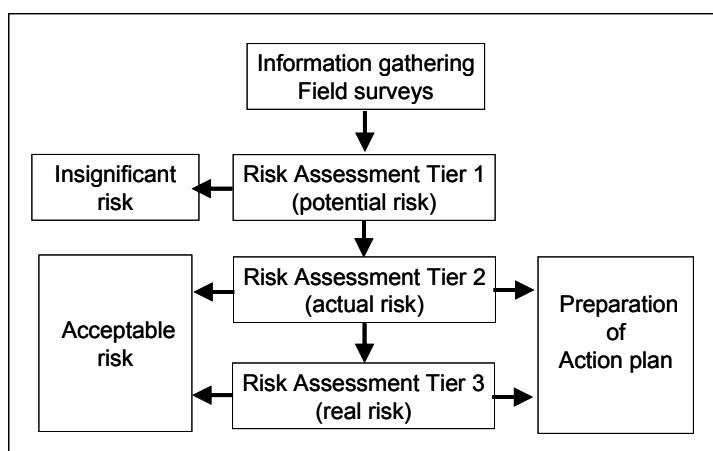 Information gathering
Field surveys
Insignificant
risk
Risk Assessment Tier 1
(potential risk)
Risk Assessment Tier 2
(actual risk)
Acceptable
risk
Preparation
of
Action plan
Risk Assessment Tier 3
(real risk)